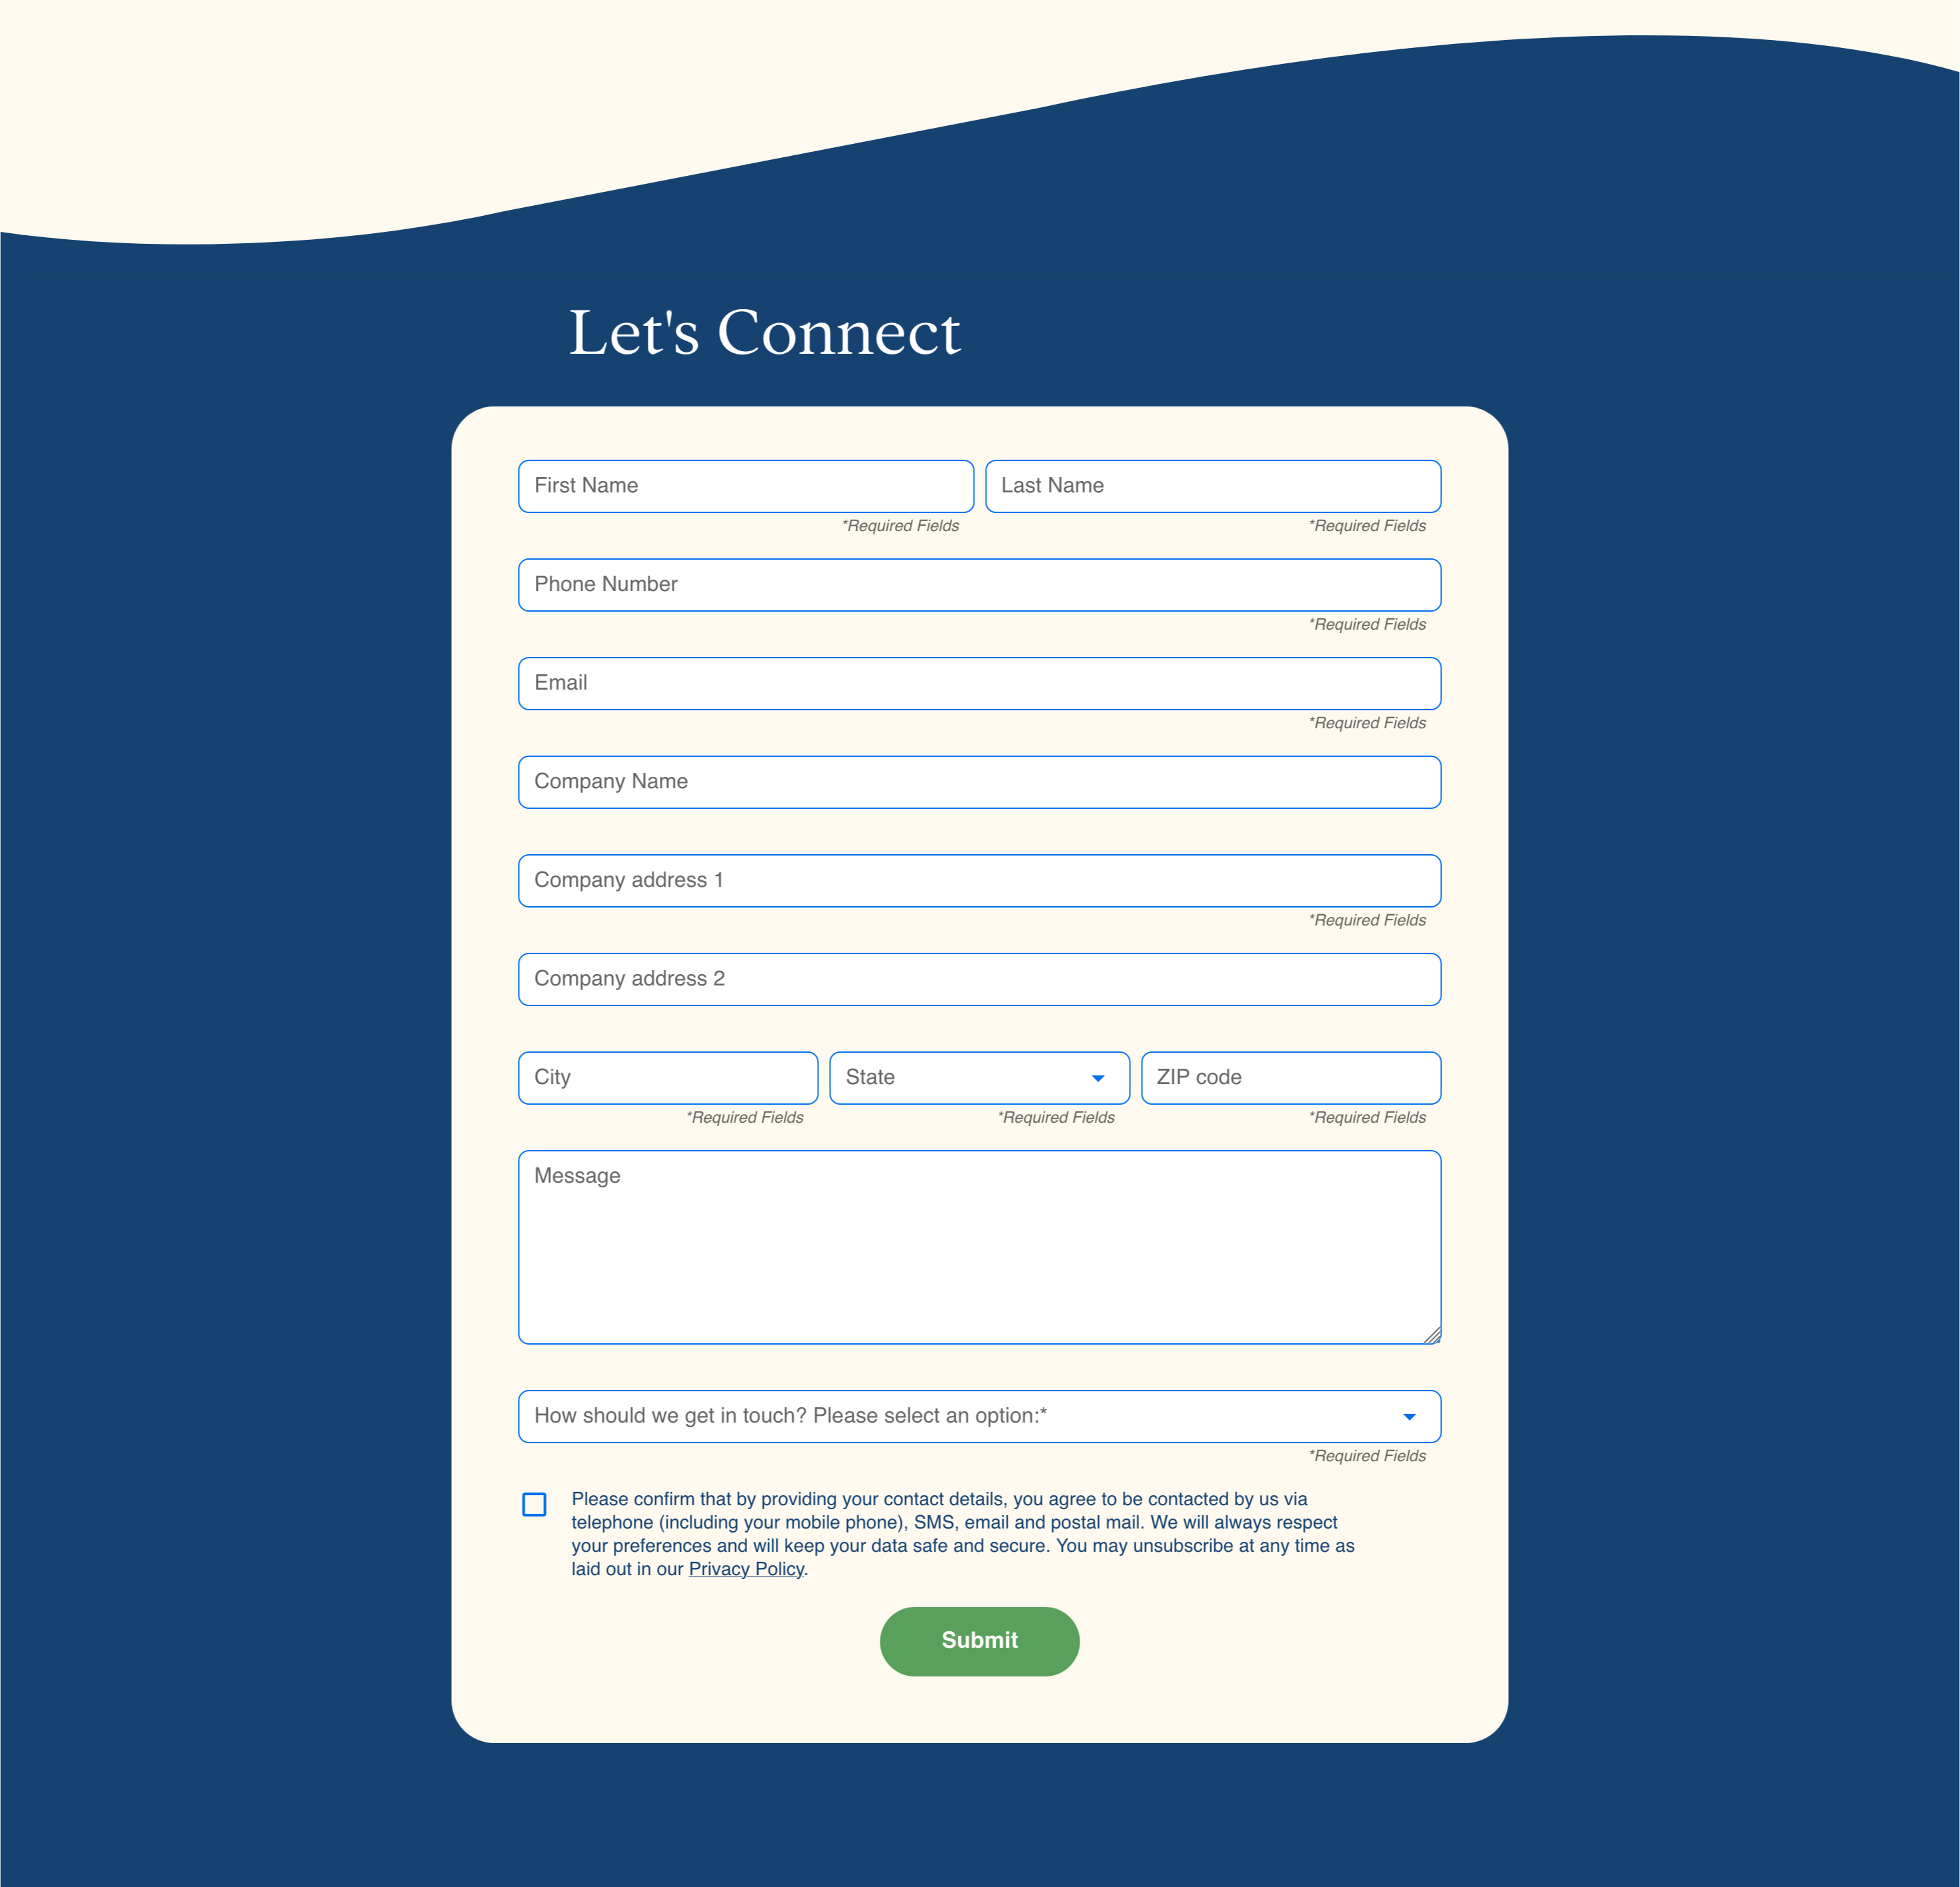 Let's Connect
First Name Last Name
*Required Fields *Required Fields
Phone Number
*Required Fields
Email
*Required Fields
Company Name
Company address 1
*Required Fields
Company address 2
City State ZIP code
*Required Fields *Required Fields *Required Fields
Message
How should we get in touch? Please select an option:*
*Required Fields
Please confirm that by providing your contact details, you agree to be contacted by us via
telephone (including your mobile phone), SMS, email and postal mail. We will always respect
your preferences and will keep your data safe and secure. You may unsubscribe at any time as
laid out in our Privacy Policy.
Submit